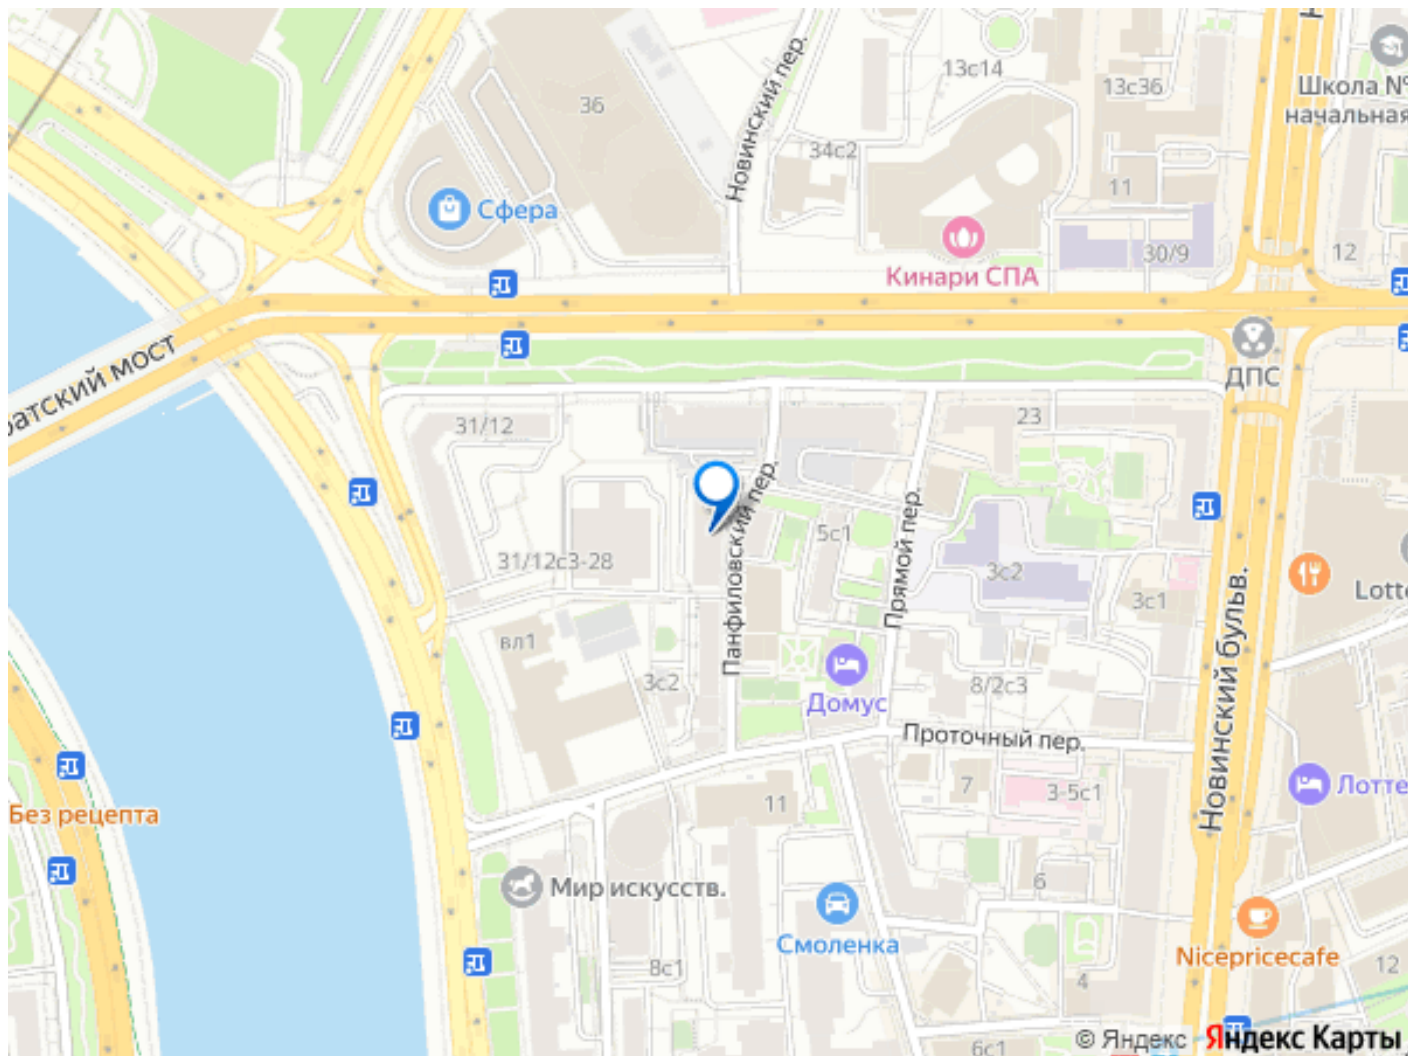 36
Новинский пер.
13с14
13с36
Школа №
начальная
34с2
11
Сфера
Кинари СПА
30/9
12
ратский мост
ДПС
31/12
23
Панфиловский пер.
5с1
Прямой пер.
31/12с3-28
3с2
3с1
Lotte
вл1
3с2
Домус
8/2с3
Новинский бульв.
Проточный пер.
Без рецепта
11
7
3-5с1
Лотте
Мир искусств.
6
Смоленка
Nicepricecafe
8с1
4
12
6с1
© Яндекс Яндекс Карты